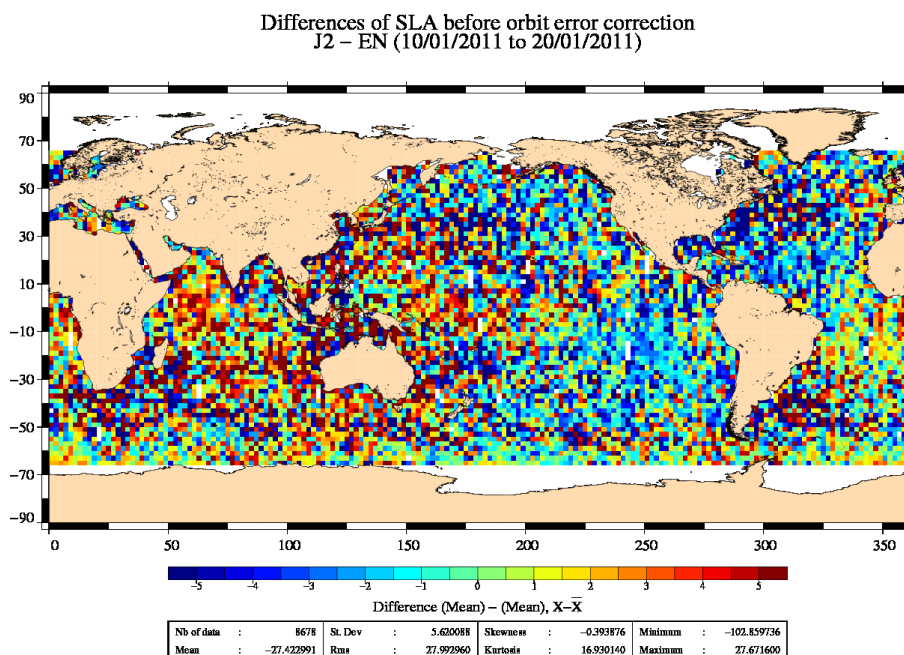 Differences of SLA before orbit error correction
J2 – EN (10/01/2011 to 20/01/2011)
90
70
50
30
10
−10
−30
−50
−70
−90
0 50 100 150 200 250 300 350
−5 −4 −3 −2 −1 0 1 2 3 4 5
Difference (Mean) – (Mean), X–X̅
Nb of data : 8678 St. Dev : 5.620088 Skewness : −0.393876 Minimum : −102.859736
Mean : −27.422991 Rms : 27.992960 Kurtosis : 16.930140 Maximum : 27.671600